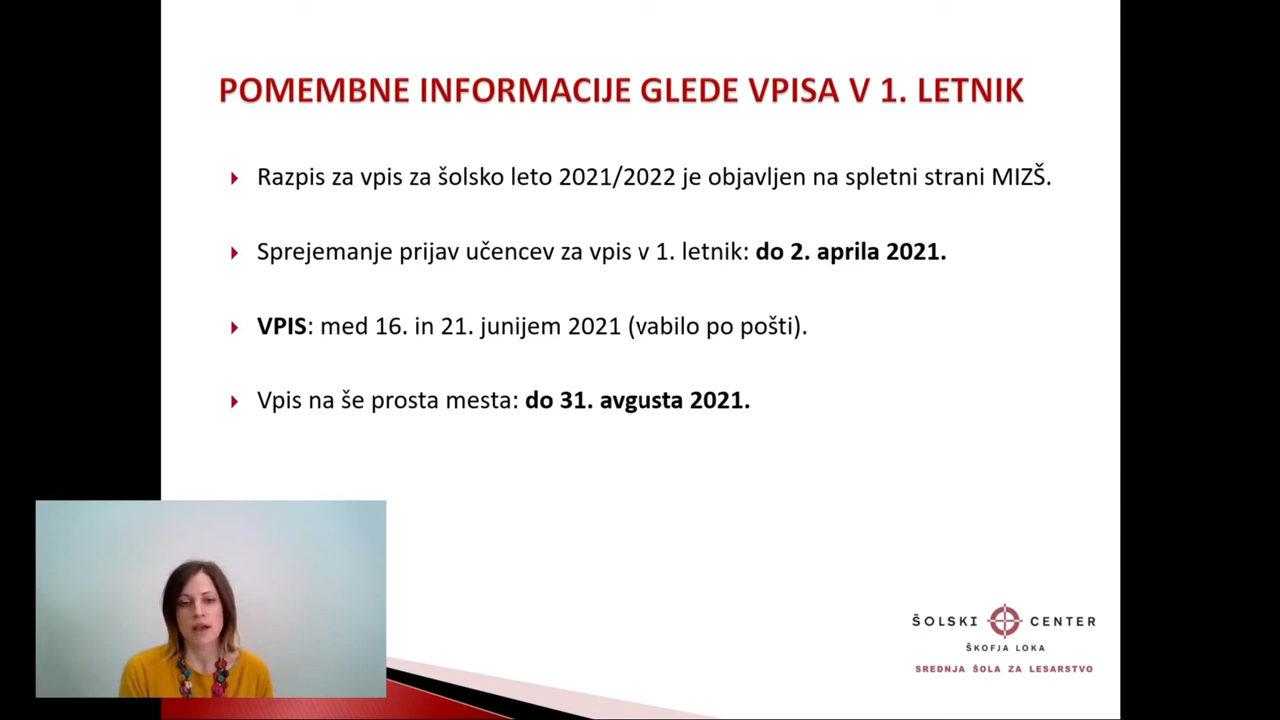 POMEMBNE INFORMACIJE GLEDE VPISA V 1. LETNIK
Razpis za vpis za šolsko leto 2021/2022 je objavljen na spletni strani MIZŠ.
Sprejemanje prijav učencev za vpis v 1. letnik: do 2. aprila 2021.
VPIS: med 16. in 21. junijem 2021 (vabilo po pošti).
Vpis na še prosta mesta: do 31. avgusta 2021.
ŠOLSKI CENTER
ŠKOFJA LOKA
SREDNJA ŠOLA ZA LESARSTVO